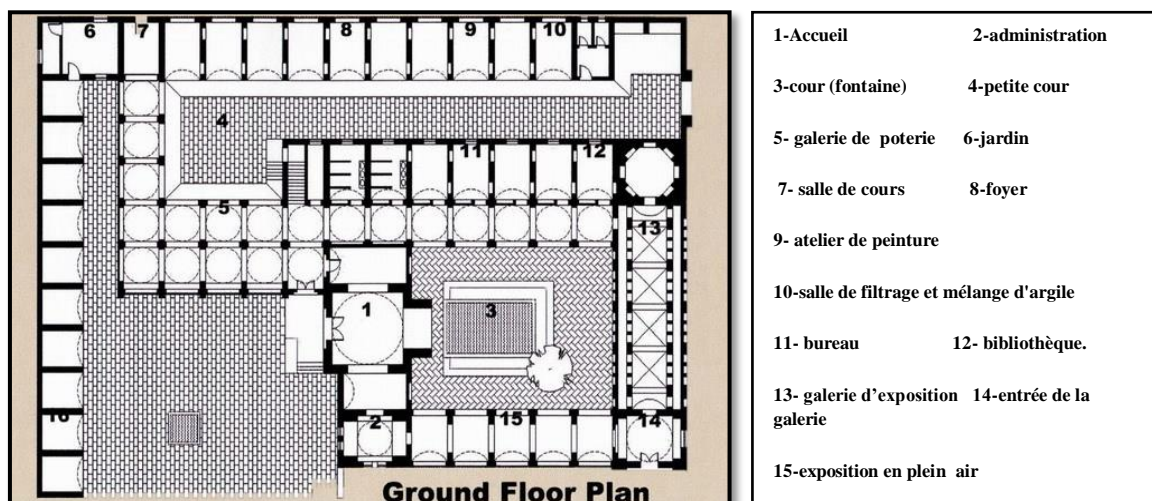 6 7 8 9 10
4
11 12
5
13
1 3
16
2 15 14
Ground Floor Plan
1-Accueil 2-administration
3-cour (fontaine) 4-petite cour
5- galerie de poterie 6-jardin
7- salle de cours 8-foyer
9- atelier de peinture
10-salle de filtrage et mélange d'argile
11- bureau 12- bibliothèque.
13- galerie d’exposition 14-entrée de la
galerie
15-exposition en plein air